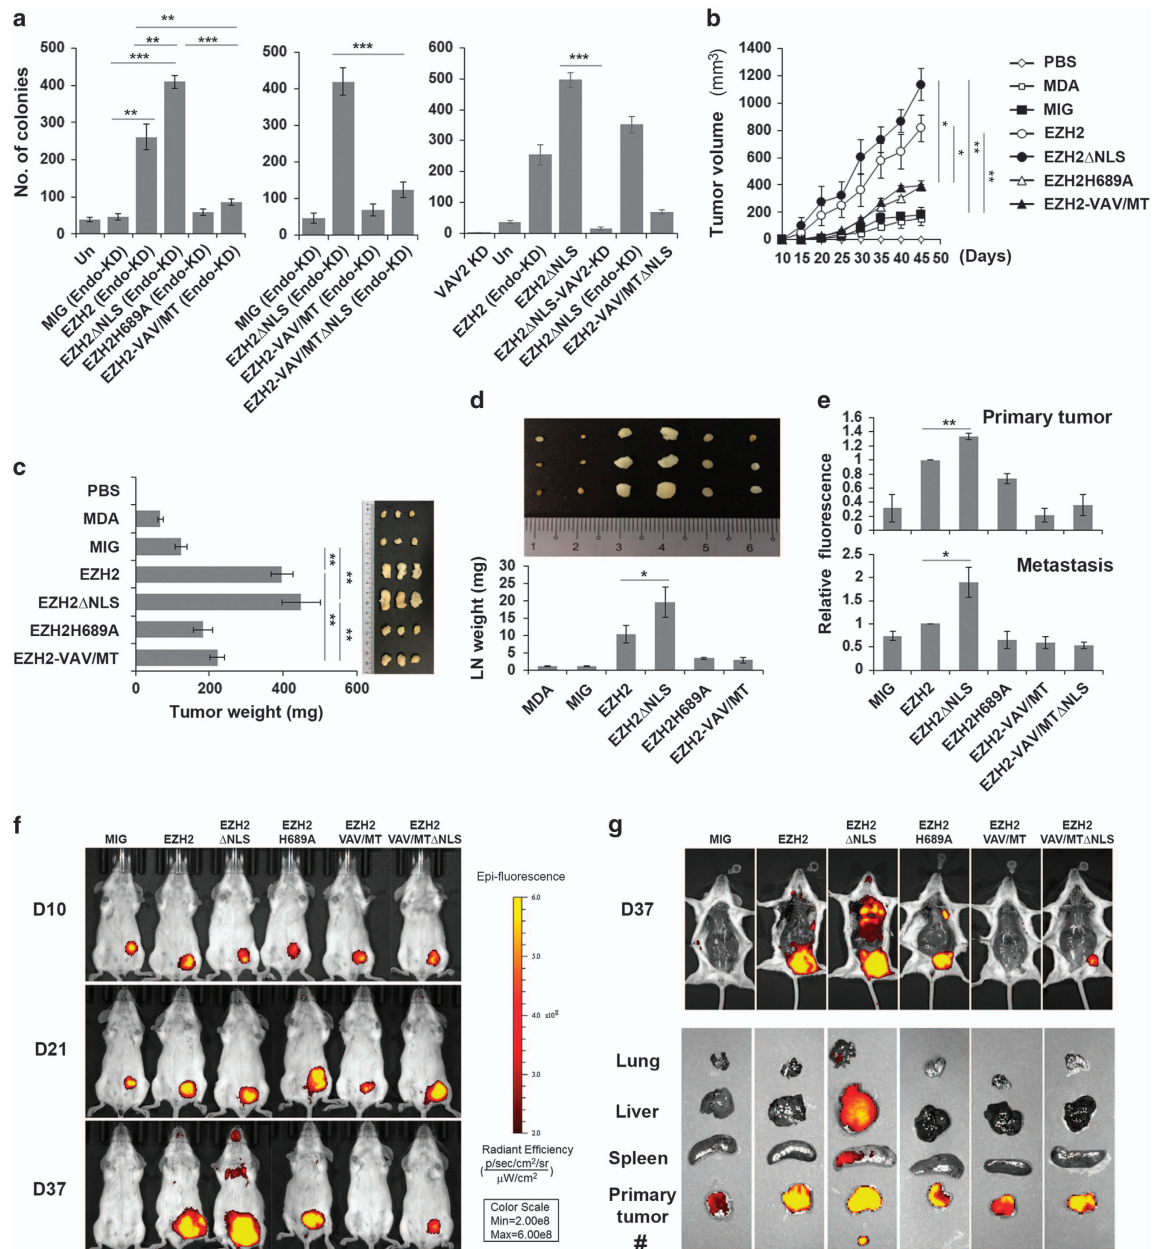 a
No. of colonies
500
400
300
200
100
0
**
***
**
**
***
Un
MIG (Endo-KD)
EZH2 (Endo-KD)
EZH2ΔNLS (Endo-KD)
EZH2H689A (Endo-KD)
EZH2-VAV/MT (Endo-KD)
500
400
300
200
100
0
***
MIG (Endo-KD)
EZH2ΔNLS (Endo-KD)
EZH2-VAV/MT (Endo-KD)
EZH2-VAV/MTΔNLS (Endo-KD)
600
500
400
300
200
100
0
***
VAV2 KD
Un
EZH2 (Endo-KD)
EZH2ΔNLS
EZH2ΔNLS-VAV2-KD
EZH2ΔNLS (Endo-KD)
EZH2-VAV/MTΔNLS
b
Tumor volume (mm3)
1400
1200
1000
800
600
400
200
0
10 15 20 25 30 35 40 45 50 (Days)
*
*
**
**
PBS
MDA
MIG
EZH2
EZH2ΔNLS
EZH2H689A
EZH2-VAV/MT
c
PBS
MDA
MIG
EZH2
EZH2ΔNLS
EZH2H689A
EZH2-VAV/MT
0 200 400 600
Tumor weight (mg)
**
**
**
**
d
1 2 3 4 5 6
LN weight (mg)
30
25
20
15
10
5
0
*
MDA
MIG
EZH2
EZH2ΔNLS
EZH2H689A
EZH2-VAV/MT
e
Relative fluorescence
Primary tumor
1.6
1.4
1.2
1
0.8
0.6
0.4
0.2
0
**
Metastasis
2.5
2
1.5
1
0.5
0
*
MIG
EZH2
EZH2ΔNLS
EZH2H689A
EZH2-VAV/MT
EZH2-VAV/MTΔNLS
f
MIG
EZH2
EZH2 ΔNLS
EZH2 H689A
EZH2 VAV/MT
EZH2 VAV/MTΔNLS
D10
D21
D37
Epi-fluorescence
6.0
4.0 x10⁸
2.0
Radiant Efficiency
(p/sec/cm2/sr
μW/cm2)
Color Scale
Min=2.00e8
Max=6.00e8
g
MIG
EZH2
EZH2 ΔNLS
EZH2 H689A
EZH2 VAV/MT
EZH2 VAV/MTΔNLS
D37
Lung
Liver
Spleen
Primary
tumor
#